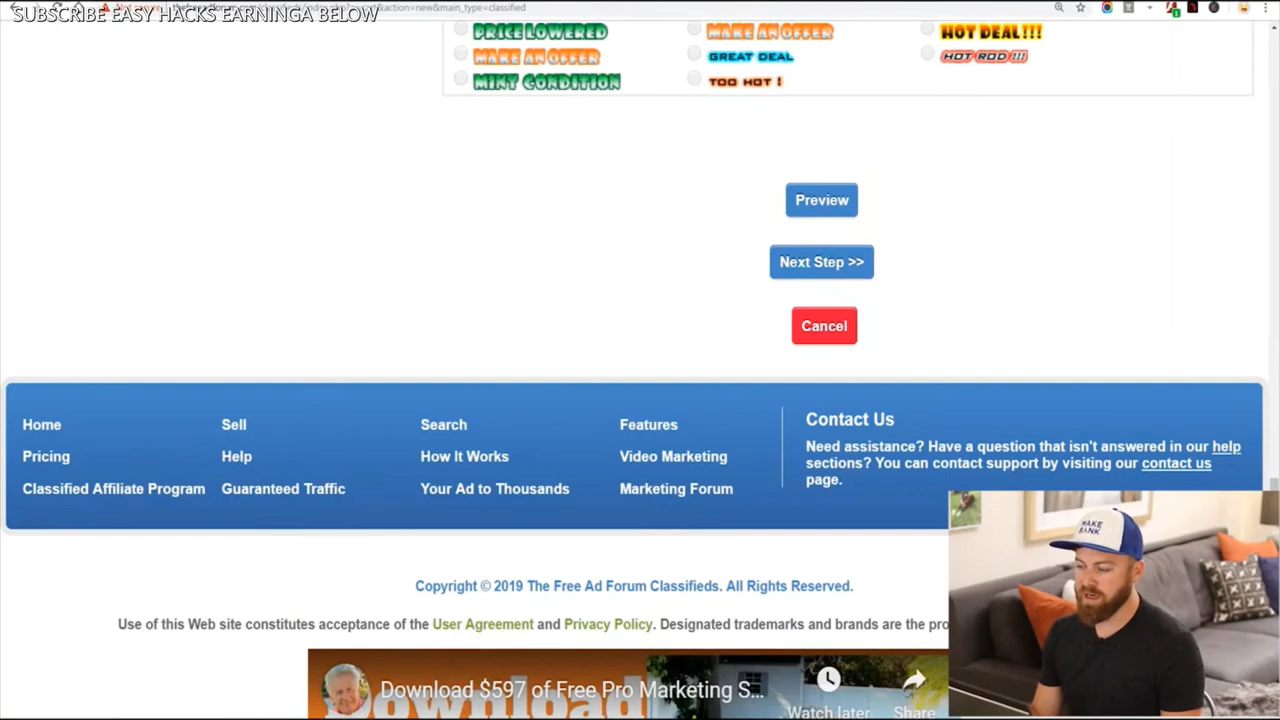 SUBSCRIBE EASY HACKS EARNINGA BELOW
action=new&main_type=classified
PRICE LOWERED
MAKE AN OFFER
HOT DEAL!!!
MAKE AN OFFER
GREAT DEAL
HOT ROD !!!
MINT CONDITION
TOO HOT !
Preview
Next Step >>
Cancel
Home
Sell
Search
Features
Pricing
Help
How It Works
Video Marketing
Classified Affiliate Program
Guaranteed Traffic
Your Ad to Thousands
Marketing Forum
Contact Us
Need assistance? Have a question that isn't answered in our help
sections? You can contact support by visiting our contact us
page.
MAKE
BANK
Copyright © 2019 The Free Ad Forum Classifieds. All Rights Reserved.
Use of this Web site constitutes acceptance of the User Agreement and Privacy Policy. Designated trademarks and brands are the pro
Download $597 of Free Pro Marketing S...
Download
Watch later
Share